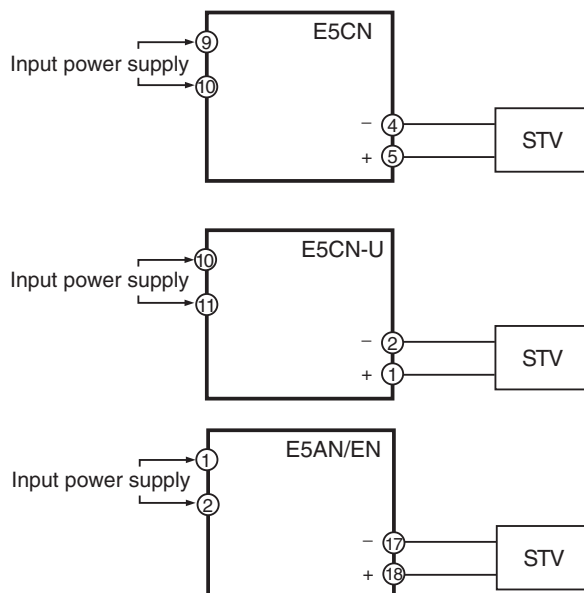 E5CN
9
Input power supply
10
− 4
+ 5
STV
E5CN-U
10
Input power supply
11
− 2
+ 1
STV
E5AN/EN
1
Input power supply
2
− 17
+ 18
STV